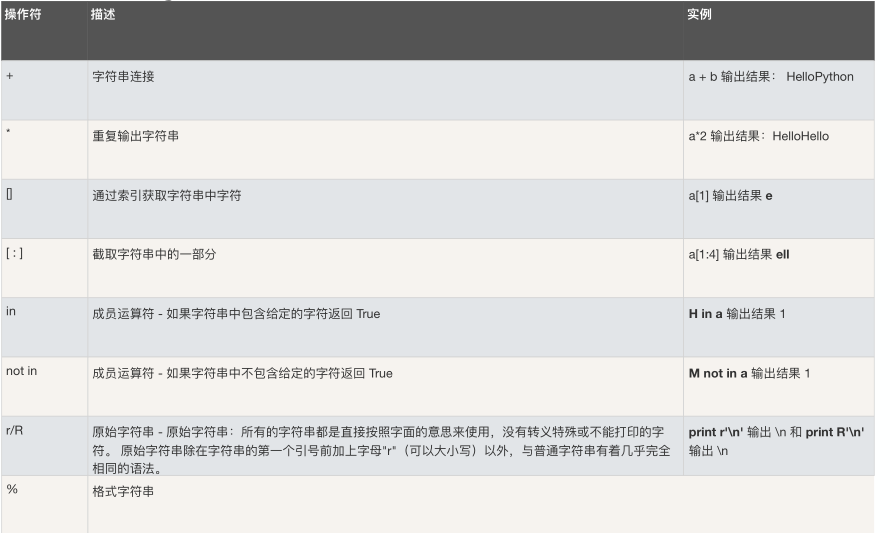 操作符 描述 实例
+ 字符串连接 a + b 输出结果： HelloPython
* 重复输出字符串 a*2 输出结果：HelloHello
[] 通过索引获取字符串中字符 a[1] 输出结果 e
[ : ] 截取字符串中的一部分 a[1:4] 输出结果 ell
in 成员运算符 - 如果字符串中包含给定的字符返回 True H in a 输出结果 1
not in 成员运算符 - 如果字符串中不包含给定的字符返回 True M not in a 输出结果 1
r/R 原始字符串 - 原始字符串：所有的字符串都是直接按照字面的意思来使用，没有转义特殊或不能打印的字 print r'\n' 输出 \n 和 print R'\n'
符。 原始字符串除在字符串的第一个引号前加上字母"r"（可以大小写）以外，与普通字符串有着几乎完全 输出 \n
相同的语法。
% 格式字符串